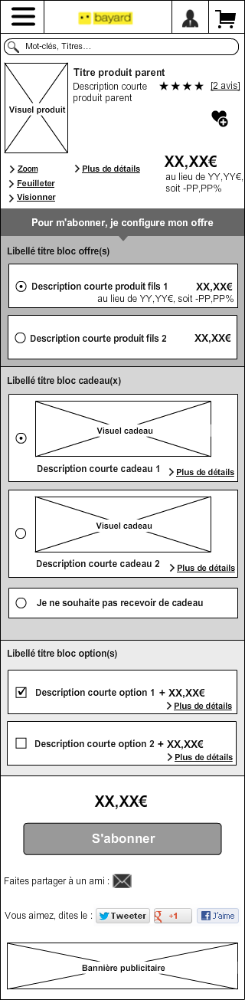 bayard
Mot-clés, Titres...
Visuel produit
Titre produit parent
Description courte
produit parent
[2 avis]
Zoom
Feuilleter
Visionner
Plus de détails
XX,XX€
au lieu de YY,YY€,
soit -PP,PP%
Pour m'abonner, je configure mon offre
Libellé titre bloc offre(s)
Description courte produit fils 1 XX,XX€
au lieu de YY,YY€, soit -PP,PP%
Description courte produit fils 2 XX,XX€
Libellé titre bloc cadeau(x)
Visuel cadeau
Description courte cadeau 1
Plus de détails
Visuel cadeau
Description courte cadeau 2
Plus de détails
Je ne souhaite pas recevoir de cadeau
Libellé titre bloc option(s)
Description courte option 1 + XX,XX€
Plus de détails
Description courte option 2 + XX,XX€
Plus de détails
XX,XX€
S'abonner
Faites partager à un ami :
Vous aimez, dites le : Tweeter g +1 f J'aime
Bannière publicitaire